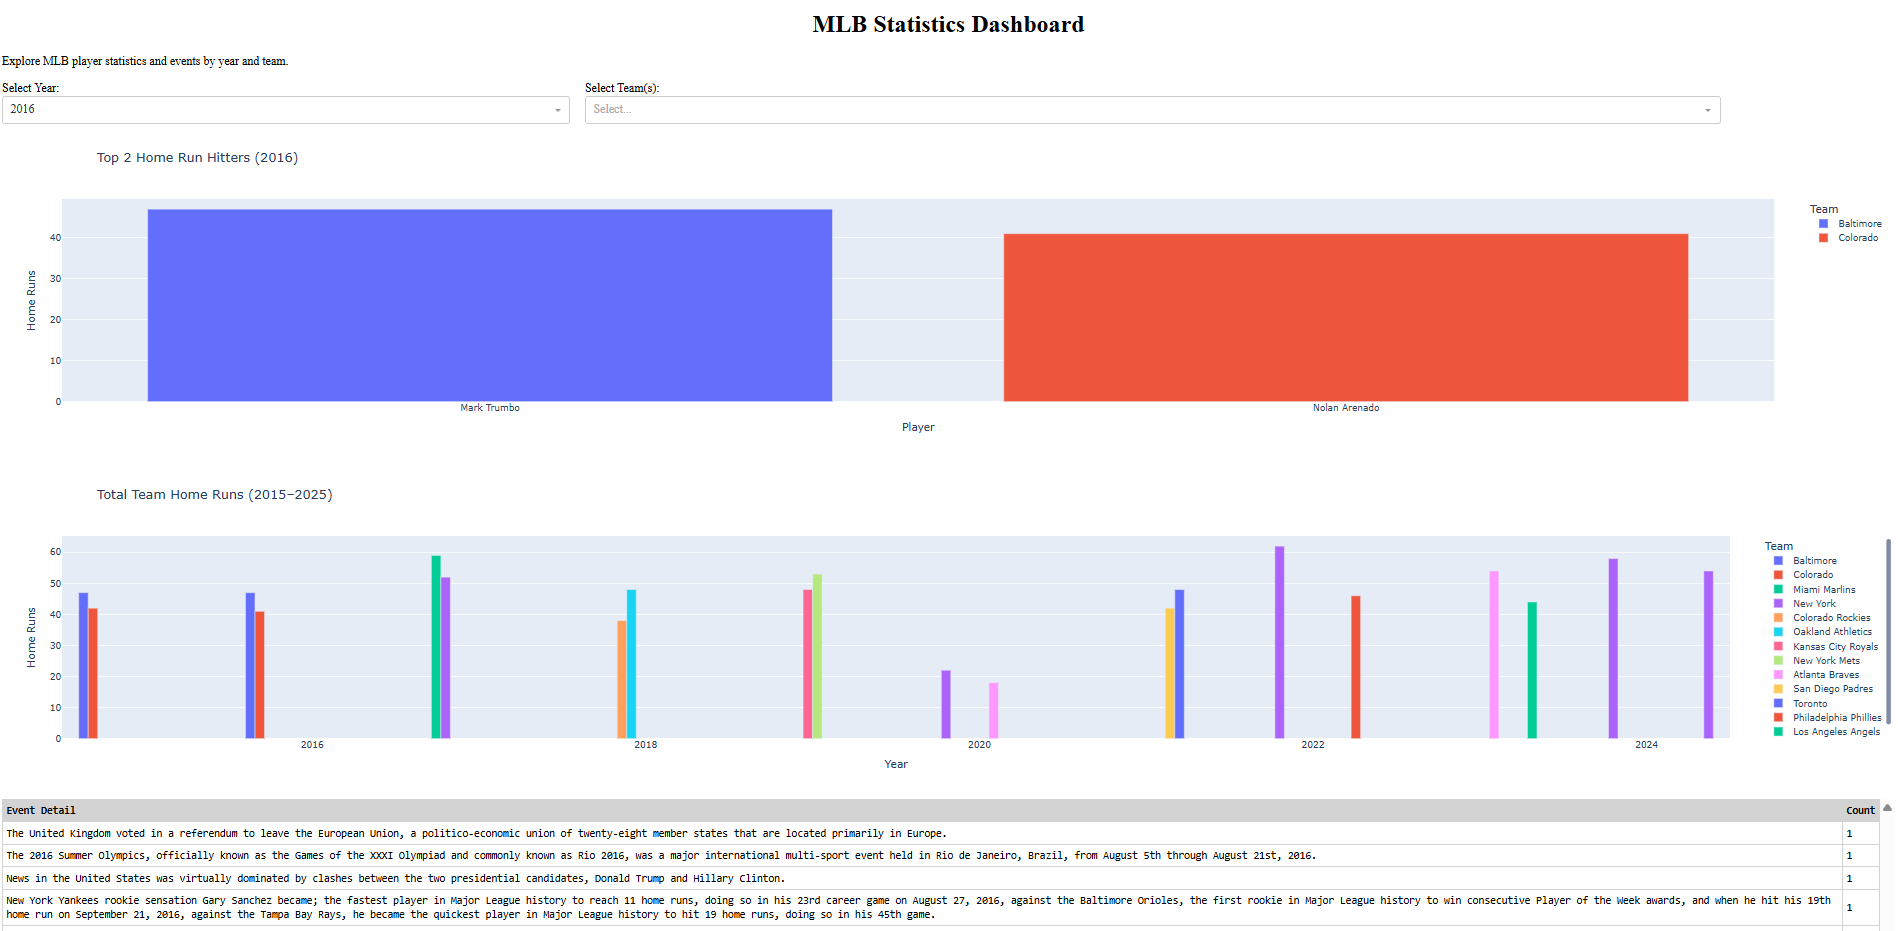 MLB Statistics Dashboard
Explore MLB player statistics and events by year and team.
Select Year:
Select Team(s):
2016
Select...
Top 2 Home Run Hitters (2016)
Team
Baltimore
Colorado
40
30
20
10
0
Home Runs
Mark Trumbo
Nolan Arenado
Player
Total Team Home Runs (2015–2025)
Team
Baltimore
Colorado
Miami Marlins
New York
Colorado Rockies
Oakland Athletics
Kansas City Royals
New York Mets
Atlanta Braves
San Diego Padres
Toronto
Philadelphia Phillies
Los Angeles Angels
60
50
40
30
20
10
0
Home Runs
2016
2018
2020
2022
2024
Year
Event Detail Count
The United Kingdom voted in a referendum to leave the European Union, a politico-economic union of twenty-eight member states that are located primarily in Europe. 1
The 2016 Summer Olympics, officially known as the Games of the XXXI Olympiad and commonly known as Rio 2016, was a major international multi-sport event held in Rio de Janeiro, Brazil, from August 5th through August 21st, 2016. 1
News in the United States was virtually dominated by clashes between the two presidential candidates, Donald Trump and Hillary Clinton. 1
New York Yankees rookie sensation Gary Sanchez became; the fastest player in Major League history to reach 11 home runs, doing so in his 23rd career game on August 27, 2016, against the Baltimore Orioles, the first rookie in Major League history to win consecutive Player of the Week awards, and when he hit his 19th
home run on September 21, 2016, against the Tampa Bay Rays, he became the quickest player in Major League history to hit 19 home runs, doing so in his 45th game. 1